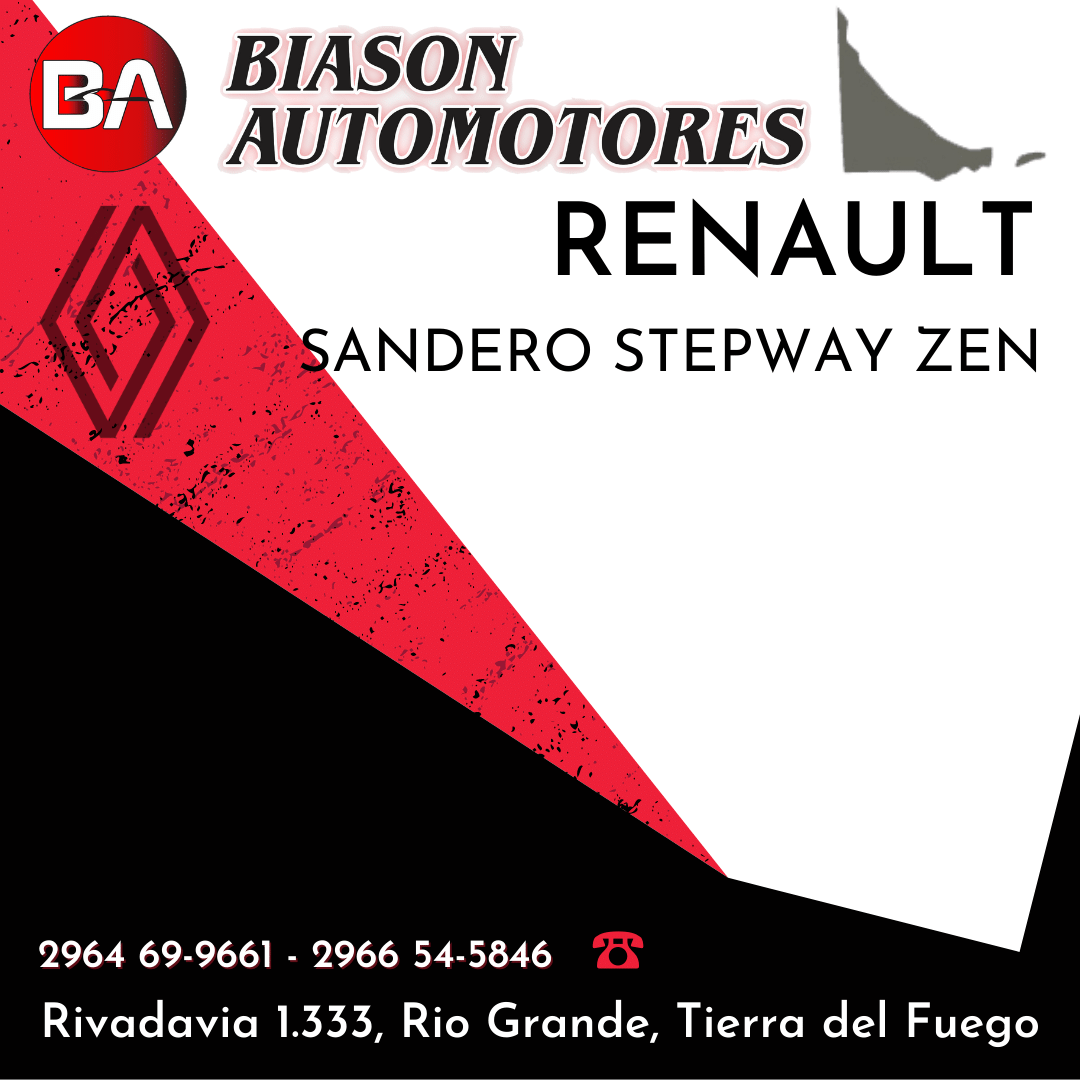 BA
BIASON
AUTOMOTORES
RENAULT
SANDERO STEPWAY ZEN
2964 69-9661 - 2966 54-5846
Rivadavia 1.333, Rio Grande, Tierra del Fuego